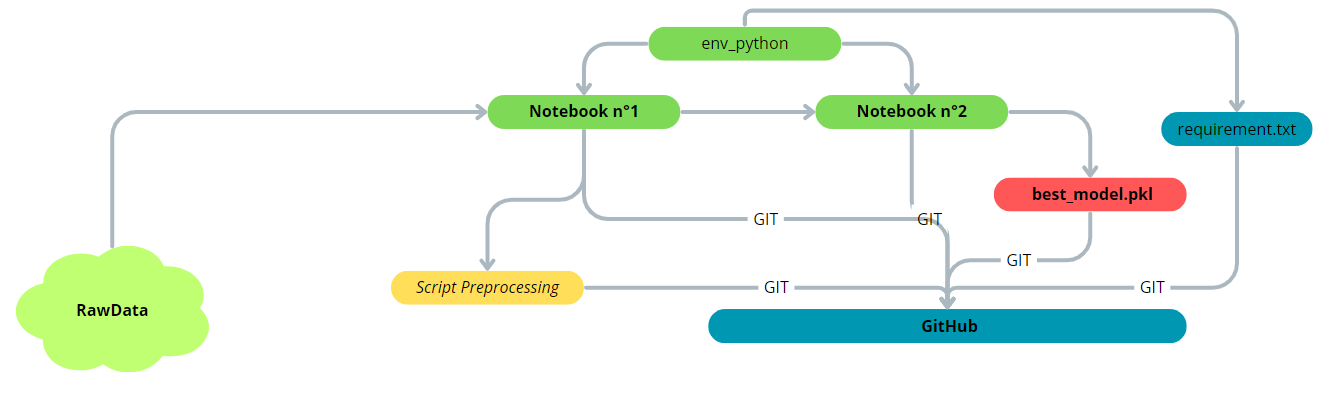 env_python
Notebook n°1
Notebook n°2
requirement.txt
best_model.pkl
GIT
GIT
GIT
Script Preprocessing
GIT
GIT
RawData
GitHub